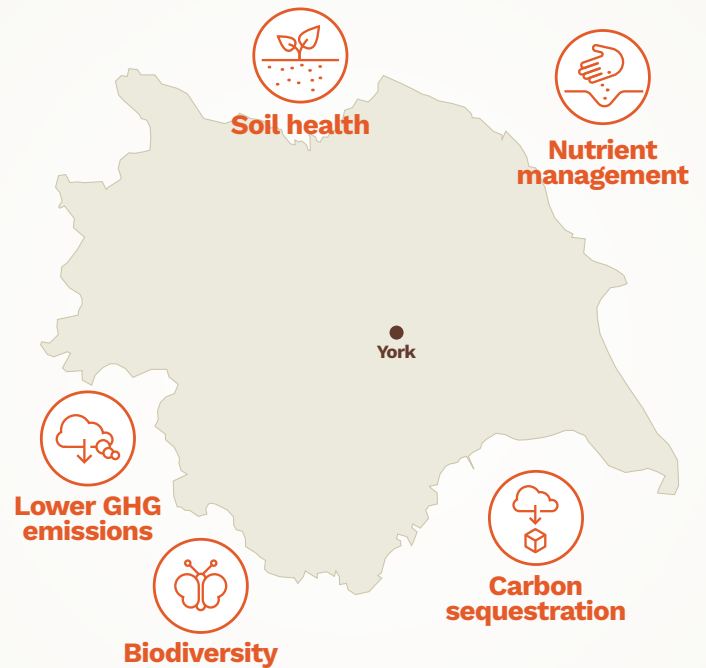 Soil health
Nutrient
management
York
Lower GHG
emissions
Carbon
sequestration
Biodiversity